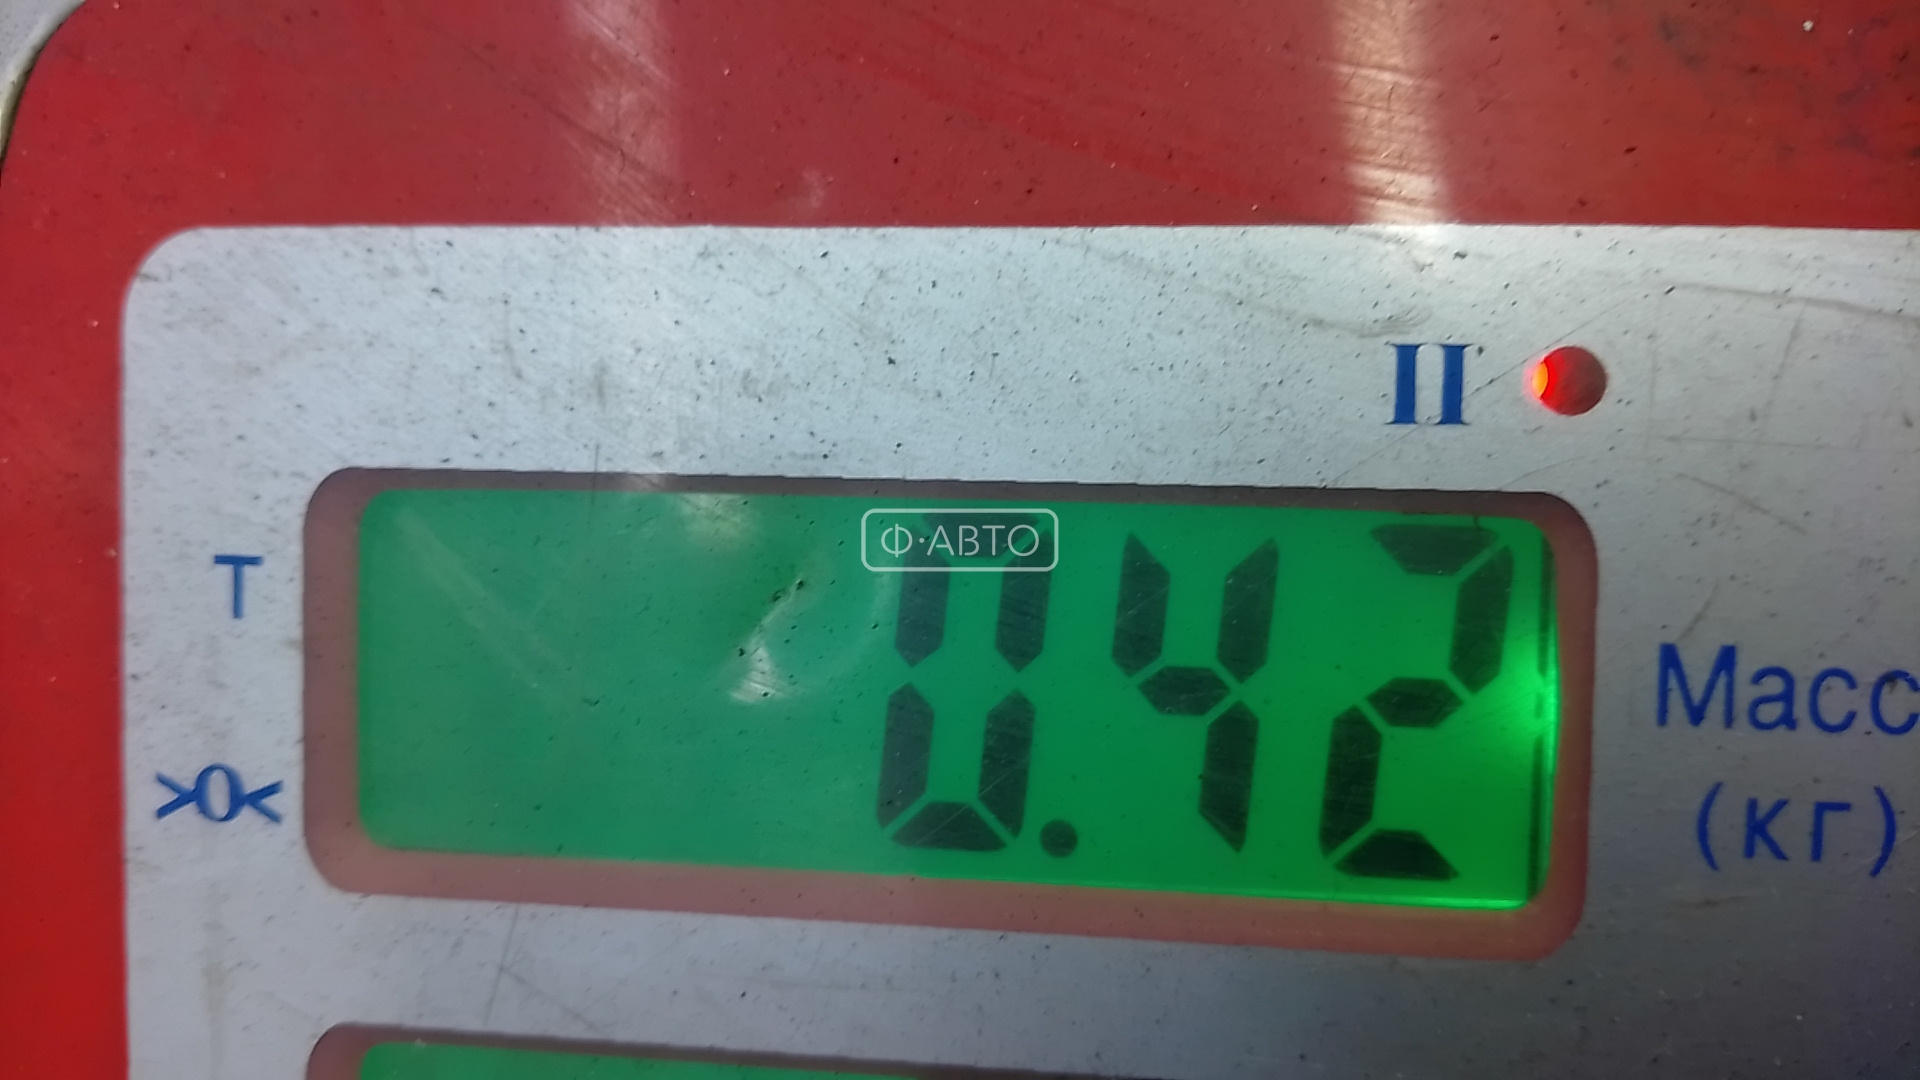 II
Ф·АВТО
T
0.42
Масс
>0<
(кг)